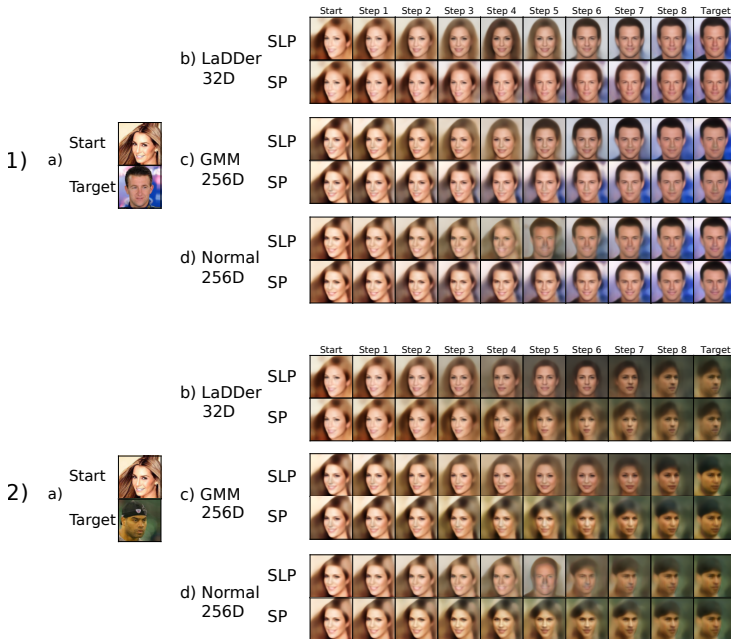 Start Step 1 Step 2 Step 3 Step 4 Step 5 Step 6 Step 7 Step 8 Target
SLP
b) LaDDer
32D
SP
1)
a)
Start
Target
SLP
c) GMM
256D
SP
SLP
d) Normal
256D
SP
Start Step 1 Step 2 Step 3 Step 4 Step 5 Step 6 Step 7 Step 8 Target
SLP
b) LaDDer
32D
SP
2)
a)
Start
Target
SLP
c) GMM
256D
SP
SLP
d) Normal
256D
SP